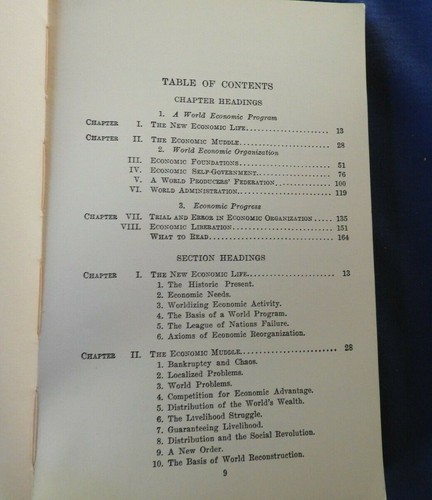 TABLE OF CONTENTS
CHAPTER HEADINGS
1. A World Economic Program
CHAPTER I. THE NEW ECONOMIC LIFE.................... 13
CHAPTER II. THE ECONOMIC MUDDLE...................... 28
2. World Economic Organization
III. ECONOMIC FOUNDATIONS...................... 51
IV. ECONOMIC SELF-GOVERNMENT.................. 76
V. A WORLD PRODUCERS' FEDERATION............. 100
VI. WORLD ADMINISTRATION...................... 119
3. Economic Progress
CHAPTER VII. TRIAL AND ERROR IN ECONOMIC ORGANIZATION ..... 135
VIII. ECONOMIC LIBERATION....................... 151
WHAT TO READ.............................. 164
SECTION HEADINGS
CHAPTER I. THE NEW ECONOMIC LIFE...................... 13
1. The Historic Present.
2. Economic Needs.
3. Worldizing Economic Activity.
4. The Basis of a World Program.
5. The League of Nations Failure.
6. Axioms of Economic Reorganization.
CHAPTER II. THE ECONOMIC MUDDLE........................ 28
1. Bankruptcy and Chaos.
2. Localized Problems.
3. World Problems.
4. Competition for Economic Advantage.
5. Distribution of the World's Wealth.
6. The Livelihood Struggle.
7. Guaranteeing Livelihood.
8. Distribution and the Social Revolution.
9. A New Order.
10. The Basis of World Reconstruction.
9